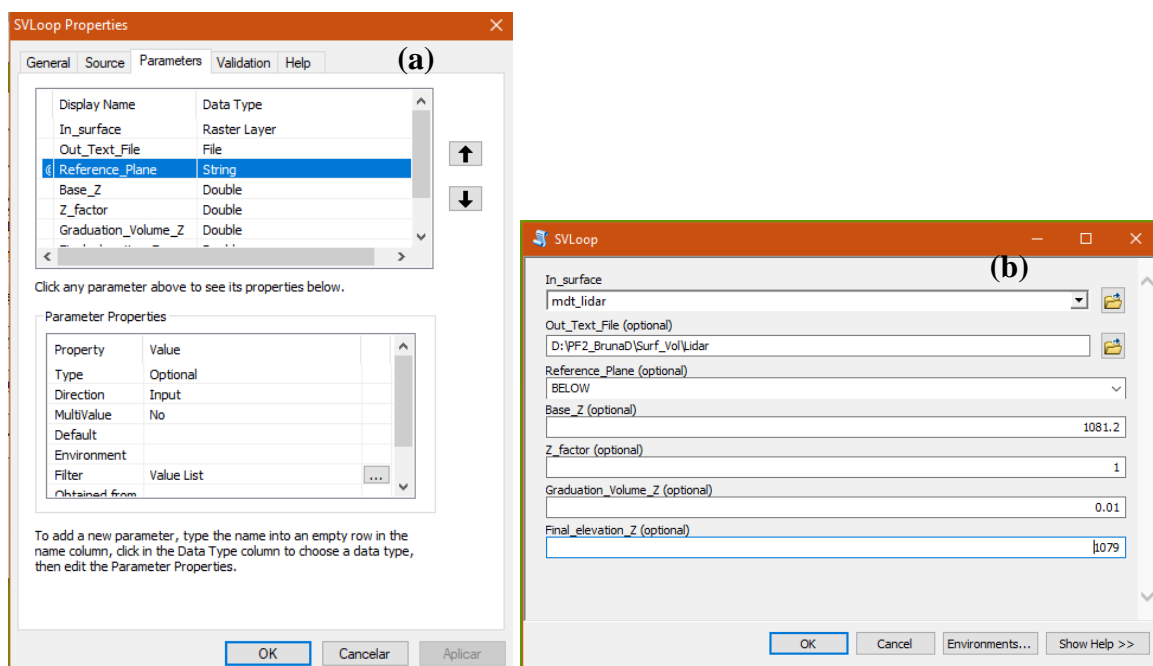 SVLoop Properties
(a)
General Source Parameters Validation Help
Display Name Data Type
In_surface Raster Layer
Out_Text_File File
Reference_Plane String
Base_Z Double
Z_factor Double
Graduation_Volume_Z Double
Click any parameter above to see its properties below.
Parameter Properties
Property Value
Type Optional
Direction Input
MultiValue No
Default
Environment
Filter Value List
...
Obtained from
To add a new parameter, type the name into an empty row in the
name column, click in the Data Type column to choose a data type,
then edit the Parameter Properties.
OK Cancelar Aplicar
SVLoop
(b)
In_surface
mdt_lidar
Out_Text_File (optional)
D:\PF2_BrunaD\Surf_Vol\Lidar
Reference_Plane (optional)
BELOW
Base_Z (optional)
1081.2
Z_factor (optional)
1
Graduation_Volume_Z (optional)
0.01
Final_elevation_Z (optional)
1079
OK Cancel Environments... Show Help >>